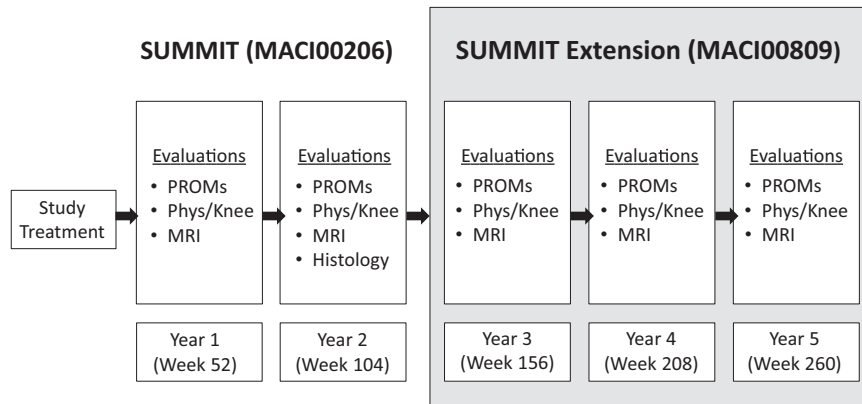 SUMMIT (MACI00206)
SUMMIT Extension (MACI00809)
Study
Treatment
Evaluations
• PROMs
• Phys/Knee
• MRI
Evaluations
• PROMs
• Phys/Knee
• MRI
• Histology
Evaluations
• PROMs
• Phys/Knee
• MRI
Evaluations
• PROMs
• Phys/Knee
• MRI
Evaluations
• PROMs
• Phys/Knee
• MRI
Year 1
(Week 52)
Year 2
(Week 104)
Year 3
(Week 156)
Year 4
(Week 208)
Year 5
(Week 260)